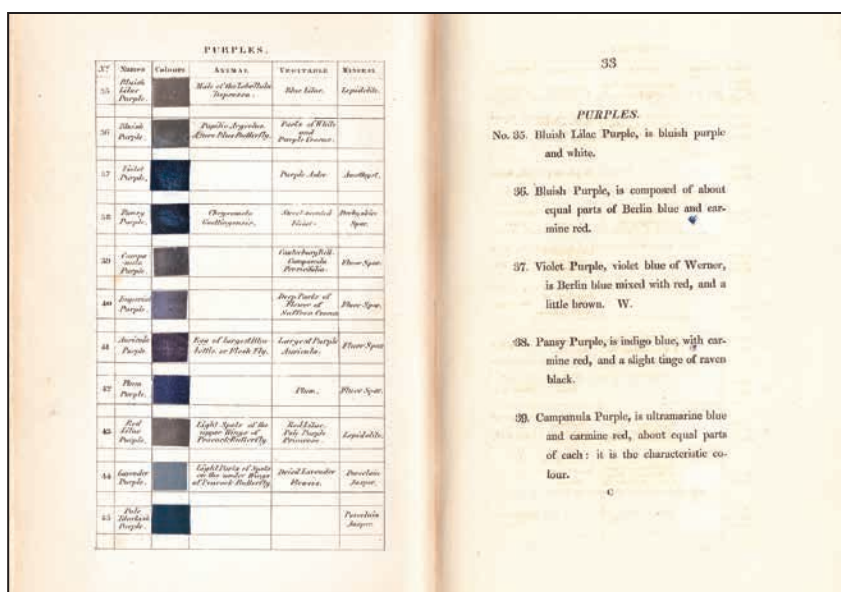 PURPLES.
Nº Names Colours ANIMAL VEGETABLE MINERAL
35 Bluish Lilac Purple. Male of the Lebellula Depressa. Blue Lilac. Lepidolite.
36 Bluish Purple. Papilio Argeolus. Azure Blue Butterfly. Parts of White and Purple Crocus.
37 Violet Purple. Purple Aster Amethyst.
38 Pansy Purple. Chrysomela Goettingensis. Sweet-scented Violet. Derbyshire Spar.
39 Campanula Purple. Canterbury Bell. Campanula Persicifolia. Fluor Spar.
40 Imperial Purple. Deep Parts of Flower of Saffron Crocus Fluor Spar.
41 Auricula Purple. Egg of largest Blue-bottle, or Flesh Fly. Largest Purple Auricula. Fluor Spar
42 Plum Purple. Plum. Fluor Spar.
43 Red Lilac Purple. Light Spots of the upper Wings of Peacock Butterfly Red Lilac. Pale Purple Primrose. Lepidolite.
44 Lavender Purple. Light Parts of Spots on the under Wings of Peacock Butterfly. Dried Lavender Flowers. Porcelain Jasper.
45 Pale Blackish Purple. Porcelain Jasper.
33
PURPLES.
No. 35. Bluish Lilac Purple, is bluish purple
and white.
36. Bluish Purple, is composed of about
equal parts of Berlin blue and car-
mine red.
37. Violet Purple, violet blue of Werner,
is Berlin blue mixed with red, and a
little brown. W.
38. Pansy Purple, is indigo blue, with car-
mine red, and a slight tinge of raven
black.
39. Campanula Purple, is ultramarine blue
and carmine red, about equal parts
of each: it is the characteristic co-
lour.
C